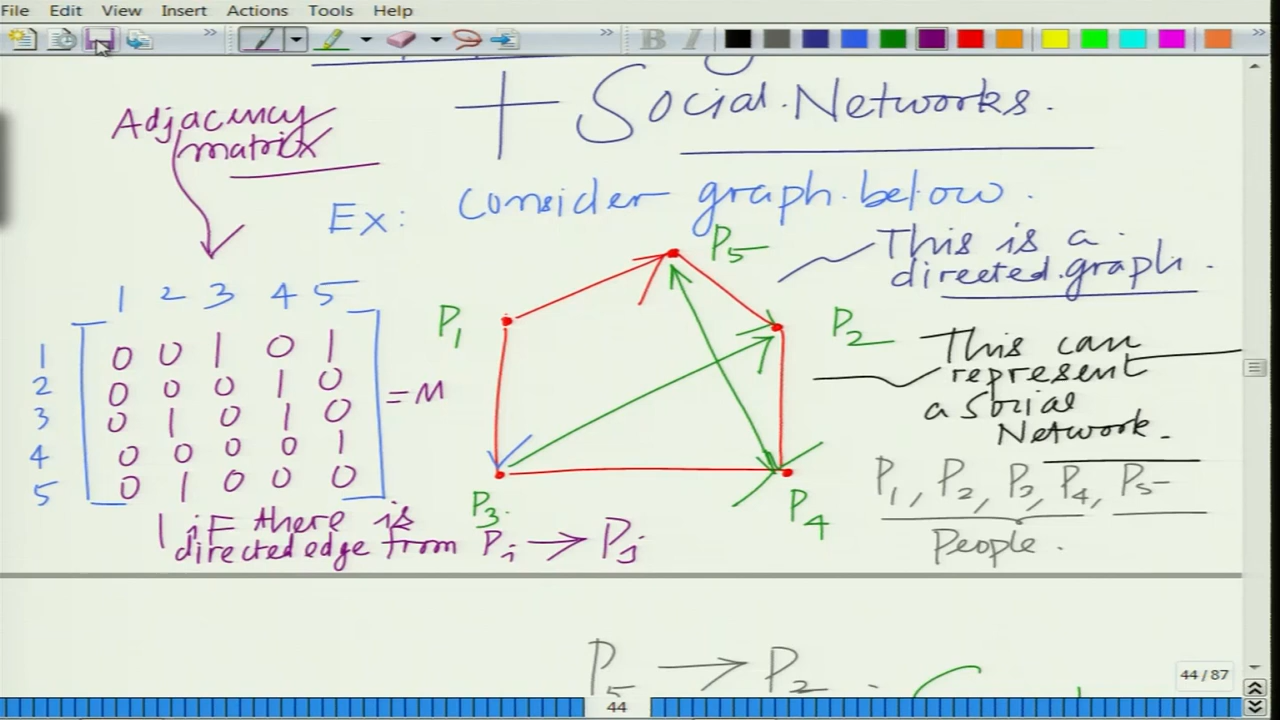 File Edit View Insert Actions Tools Help
B I
+ Social Networks.
Adjacency
matrix
Ex: Consider graph below.
This is a
directed graph.
P5
P1
P2
P3.
P4
1 2 3 4 5
1 0 0 1 0 1
2 0 0 0 1 0
3 0 1 0 1 0
4 0 0 0 0 1
5 0 1 0 0 0
= M
This can
represent
a Social
Network.
P1, P2, P3, P4, P5
People.
1 if there is
directed edge from Pi → Pj
P5 → P2.
44 / 87
44